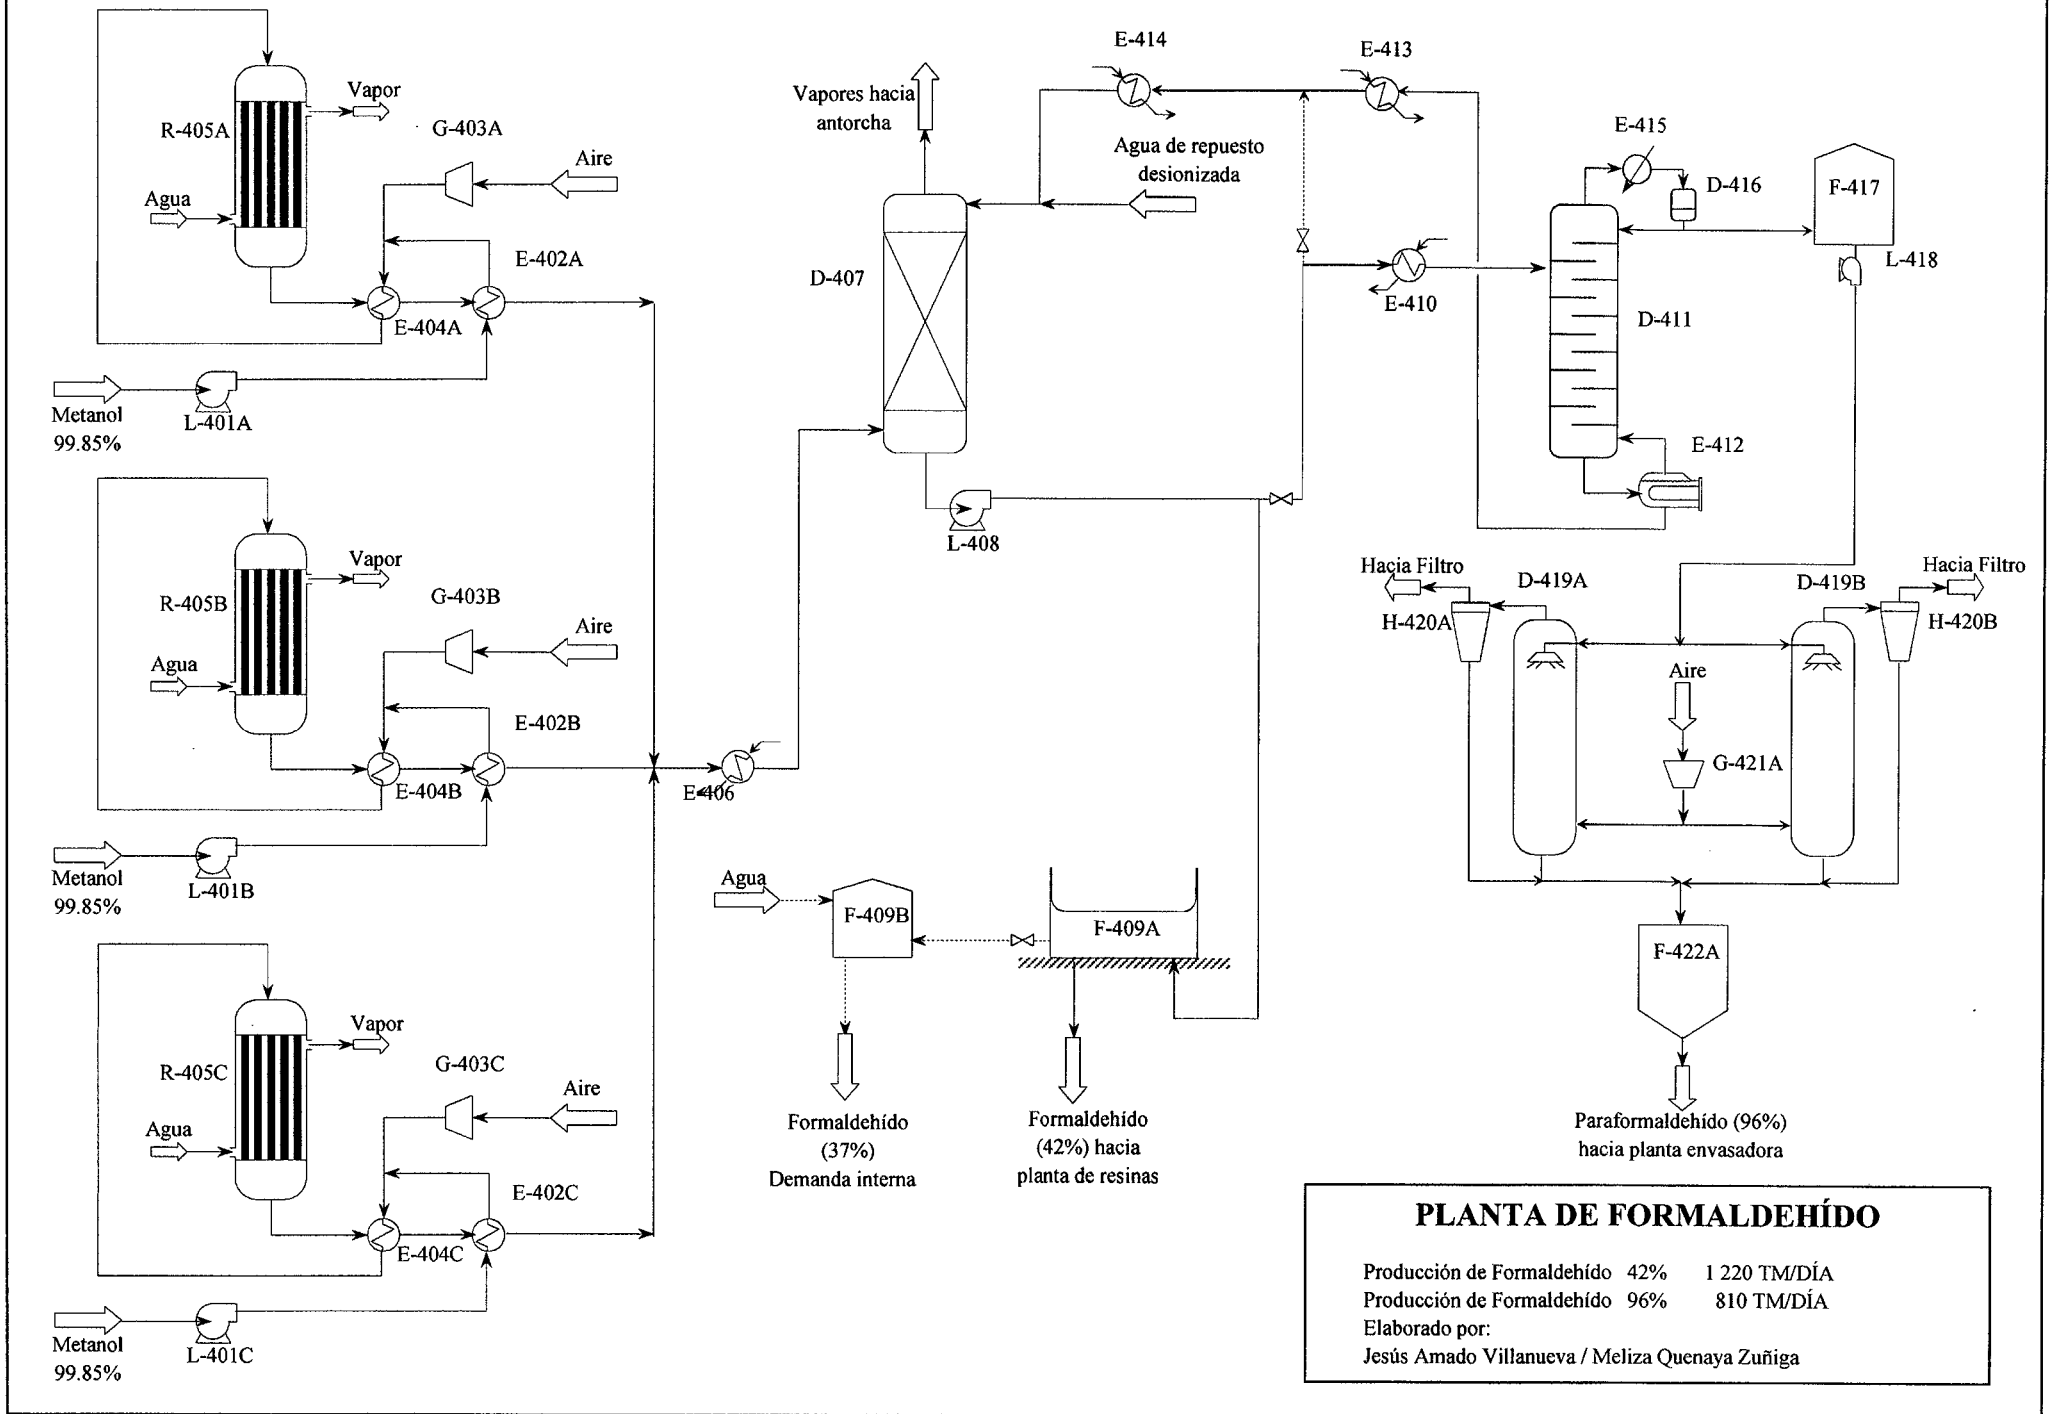 E-414
E-413
Vapores hacia
antorcha
Agua de repuesto
desionizada
Vapor
R-405A
G-403A
Aire
Agua
E-402A
E-404A
Metanol
99.85%
L-401A
D-407
E-415
D-416
F-417
L-418
E-410
D-411
E-412
L-408
Vapor
R-405B
G-403B
Aire
Agua
E-402B
E-404B
Metanol
99.85%
L-401B
E-406
Hacia Filtro
D-419A
H-420A
D-419B
Hacia Filtro
H-420B
Aire
G-421A
Agua
F-409B
F-409A
F-422A
Vapor
R-405C
G-403C
Aire
Agua
E-402C
E-404C
Metanol
99.85%
L-401C
Formaldehído
(37%)
Demanda interna
Formaldehído
(42%) hacia
planta de resinas
Paraformaldehído (96%)
hacia planta envasadora
PLANTA DE FORMALDEHÍDO
Producción de Formaldehído 42% 1 220 TM/DÍA
Producción de Formaldehído 96% 810 TM/DÍA
Elaborado por:
Jesús Amado Villanueva / Meliza Quenaya Zuñiga